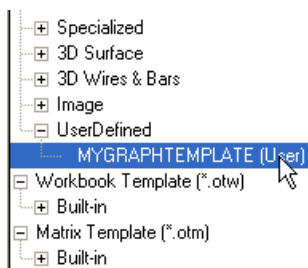 Specialized
3D Surface
3D Wires & Bars
Image
UserDefined
MYGRAPHTEMPLATE (User)
Workbook Template (*.otw)
Built-in
Matrix Template (*.otm)
Built-in